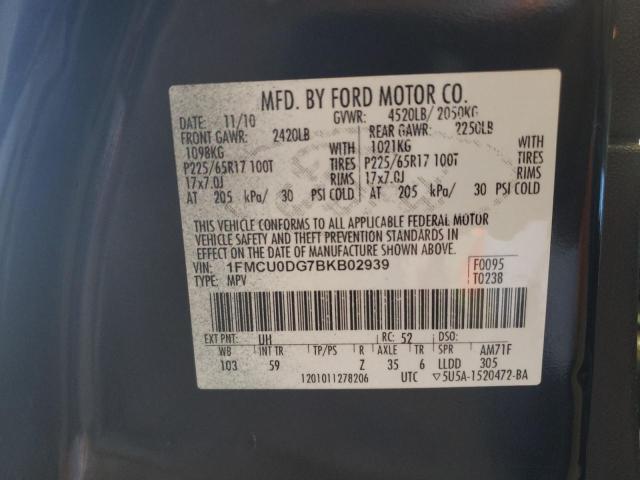 MFD. BY FORD MOTOR CO.
DATE: 11/10 GVWR: 4520LB/ 2050KG
FRONT GAWR: 2420LB REAR GAWR: 2250LB
1098KG WITH 1021KG WITH
P225/65R17 100T TIRES P225/65R17 100T TIRES
17x7.0J RIMS 17x7.0J RIMS
AT 205 kPa/ 30 PSI COLD AT 205 kPa/ 30 PSI COLD
THIS VEHICLE CONFORMS TO ALL APPLICABLE FEDERAL MOTOR
VEHICLE SAFETY AND THEFT PREVENTION STANDARDS IN
EFFECT ON THE DATE OF MANUFACTURE SHOWN ABOVE.
VIN: 1FMCU0DG7BKB02939 F0095
TYPE: MPV T0238
EXT PNT: UH RC: 52 DSO:
WB INT TR TP/PS R AXLE TR SPR AM71F
103 59 Z 35 6 LLDD 305
1201011278206 UTC ▽5U5A-1520472-BA